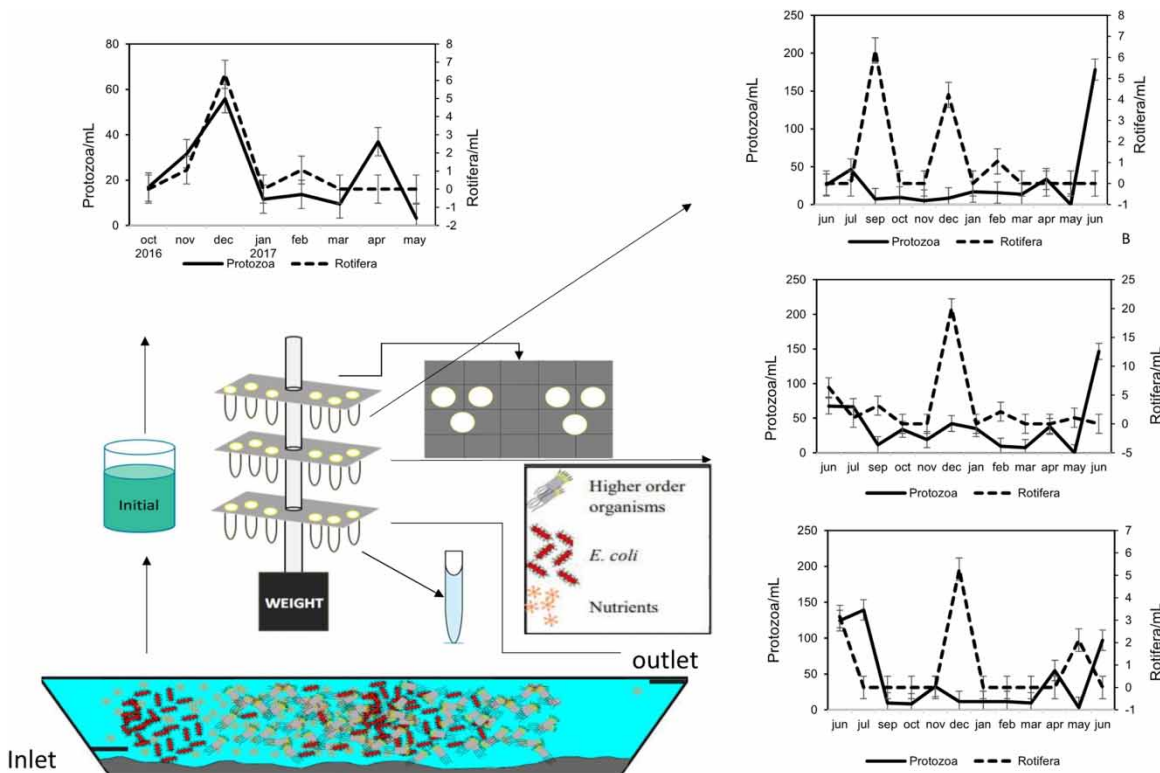 80
60
40
20
0
Protozoa/mL
8
7
6
5
4
3
2
1
0
-1
-2
Rotifera/mL
oct nov dec jan feb mar apr may
2016 2017
Protozoa Rotifera
250
200
150
100
50
0
Protozoa/mL
8
7
6
5
4
3
2
1
0
-1
Rotifera/mL
jun jul sep oct nov dec jan feb mar apr may jun
Protozoa Rotifera
B
250
200
150
100
50
0
Protozoa/mL
25
20
15
10
5
0
-5
Rotifera/mL
jun jul sep oct nov dec jan feb mar apr may jun
Protozoa Rotifera
Initial
WEIGHT
Higher order
organisms
E. coli
Nutrients
outlet
Inlet
250
200
150
100
50
0
Protozoa/mL
7
6
5
4
3
2
1
0
-1
Rotifera/mL
jun jul sep oct nov dec jan feb mar apr may jun
Protozoa Rotifera